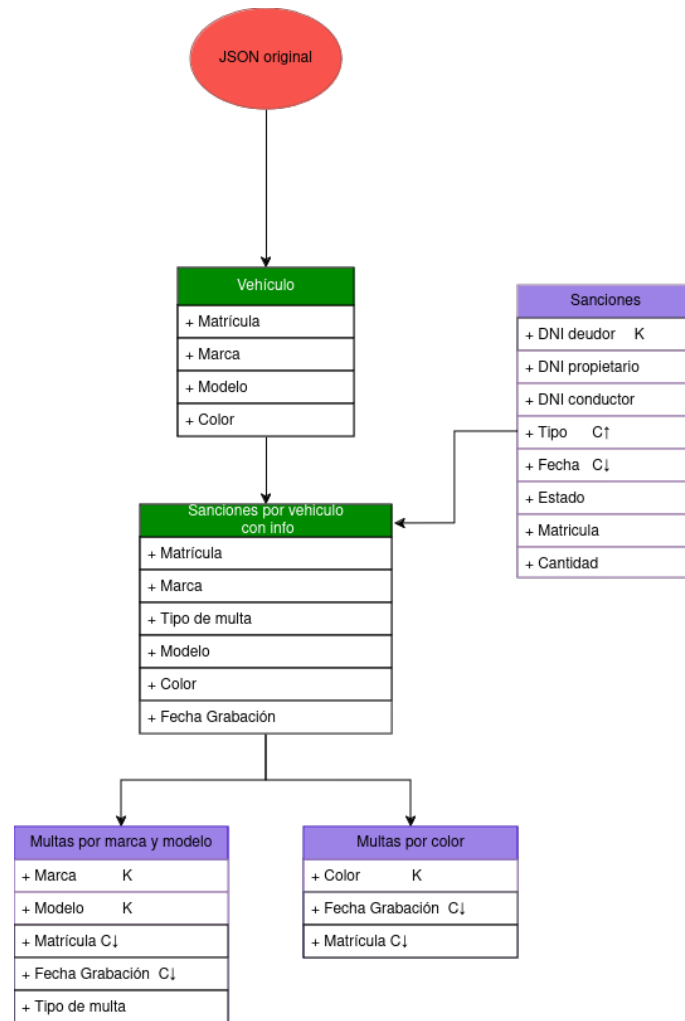 JSON original
Vehículo
+ Matrícula
+ Marca
+ Modelo
+ Color
Sanciones
+ DNI deudor K
+ DNI propietario
+ DNI conductor
+ Tipo C↑
+ Fecha C↓
+ Estado
+ Matricula
+ Cantidad
Sanciones por vehiculo
con info
+ Matrícula
+ Marca
+ Tipo de multa
+ Modelo
+ Color
+ Fecha Grabación
Multas por marca y modelo
+ Marca K
+ Modelo K
+ Matrícula C↓
+ Fecha Grabación C↓
+ Tipo de multa
Multas por color
+ Color K
+ Fecha Grabación C↓
+ Matrícula C↓